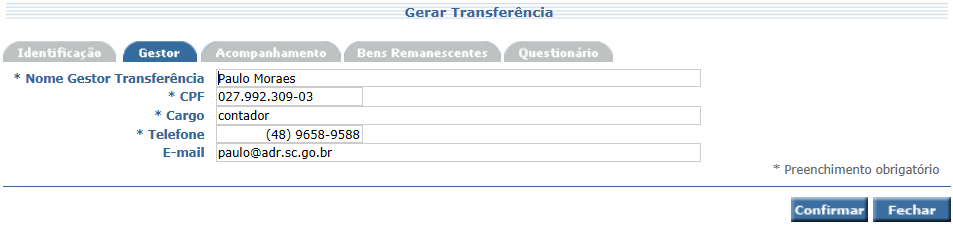 Gerar Transferência
Identificação Gestor Acompanhamento Bens Remanescentes Questionário
* Nome Gestor Transferência Paulo Moraes
* CPF 027.992.309-03
* Cargo contador
* Telefone (48) 9658-9588
E-mail paulo@adr.sc.go.br
* Preenchimento obrigatório
Confirmar Fechar